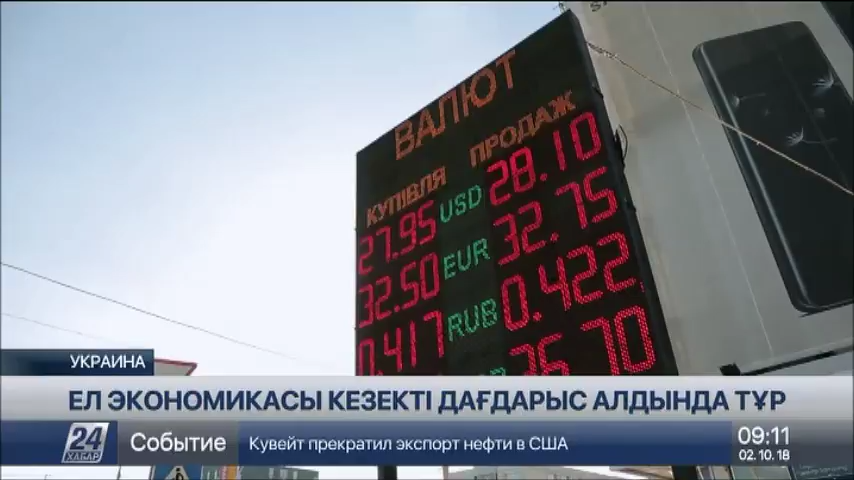 ВАЛЮТ
КУПІВЛЯ ПРОДАЖ
27.95 USD 28.10
32.50 EUR 32.75
0.417 RUB 0.422
УКРАИНА
ЕЛ ЭКОНОМИКАСЫ КЕЗЕКТІ ДАҒДАРЫС АЛДЫНДА ТҰР
24 ХАБАР
Событие
Кувейт прекратил экспорт нефти в США
09:11
02.10.18